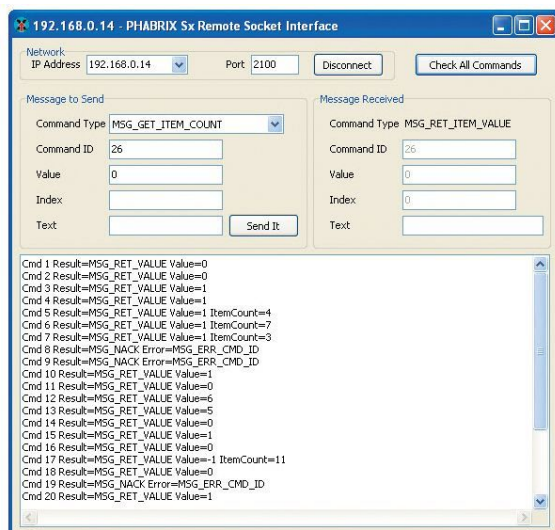 192.168.0.14 - PHABRIX Sx Remote Socket Interface
Network
IP Address 192.168.0.14 Port 2100 Disconnect Check All Commands
Message to Send
Command Type MSG_GET_ITEM_COUNT
Command ID 26
Value 0
Index
Text Send It
Message Received
Command Type MSG_RET_ITEM_VALUE
Command ID 26
Value 0
Index 0
Text
Cmd 1 Result=MSG_RET_VALUE Value=0
Cmd 2 Result=MSG_RET_VALUE Value=0
Cmd 3 Result=MSG_RET_VALUE Value=1
Cmd 4 Result=MSG_RET_VALUE Value=1
Cmd 5 Result=MSG_RET_VALUE Value=1 ItemCount=4
Cmd 6 Result=MSG_RET_VALUE Value=1 ItemCount=7
Cmd 7 Result=MSG_RET_VALUE Value=1 ItemCount=3
Cmd 8 Result=MSG_NACK Error=MSG_ERR_CMD_ID
Cmd 9 Result=MSG_NACK Error=MSG_ERR_CMD_ID
Cmd 10 Result=MSG_RET_VALUE Value=1
Cmd 11 Result=MSG_RET_VALUE Value=0
Cmd 12 Result=MSG_RET_VALUE Value=6
Cmd 13 Result=MSG_RET_VALUE Value=5
Cmd 14 Result=MSG_RET_VALUE Value=0
Cmd 15 Result=MSG_RET_VALUE Value=1
Cmd 16 Result=MSG_RET_VALUE Value=0
Cmd 17 Result=MSG_RET_VALUE Value=-1 ItemCount=11
Cmd 18 Result=MSG_RET_VALUE Value=0
Cmd 19 Result=MSG_NACK Error=MSG_ERR_CMD_ID
Cmd 20 Result=MSG_RET_VALUE Value=1